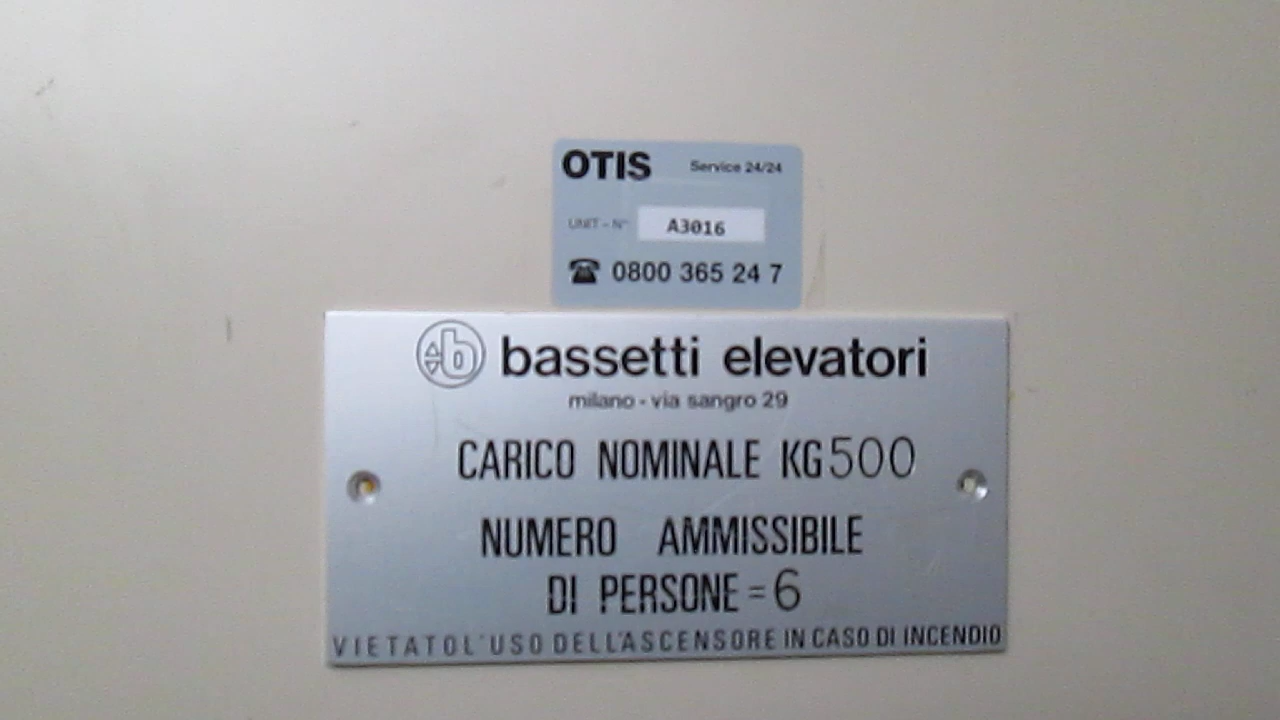 OTIS Service 24/24
UNIT - N° A3016
☎ 0800 365 24 7
b bassetti elevatori
milano - via sangro 29
CARICO NOMINALE KG 500
NUMERO AMMISSIBILE
DI PERSONE = 6
VIETATO L'USO DELL'ASCENSORE IN CASO DI INCENDIO